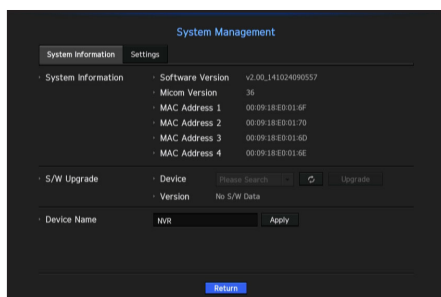 System Management
System Information Settings
System Information Software Version v2.00_141024090557
Micom Version 36
MAC Address 1 00:09:18:E0:01:6F
MAC Address 2 00:09:18:E0:01:70
MAC Address 3 00:09:18:E0:01:6D
MAC Address 4 00:09:18:E0:01:6E
S/W Upgrade Device Please Search Upgrade
Version No S/W Data
Device Name NVR Apply
Return